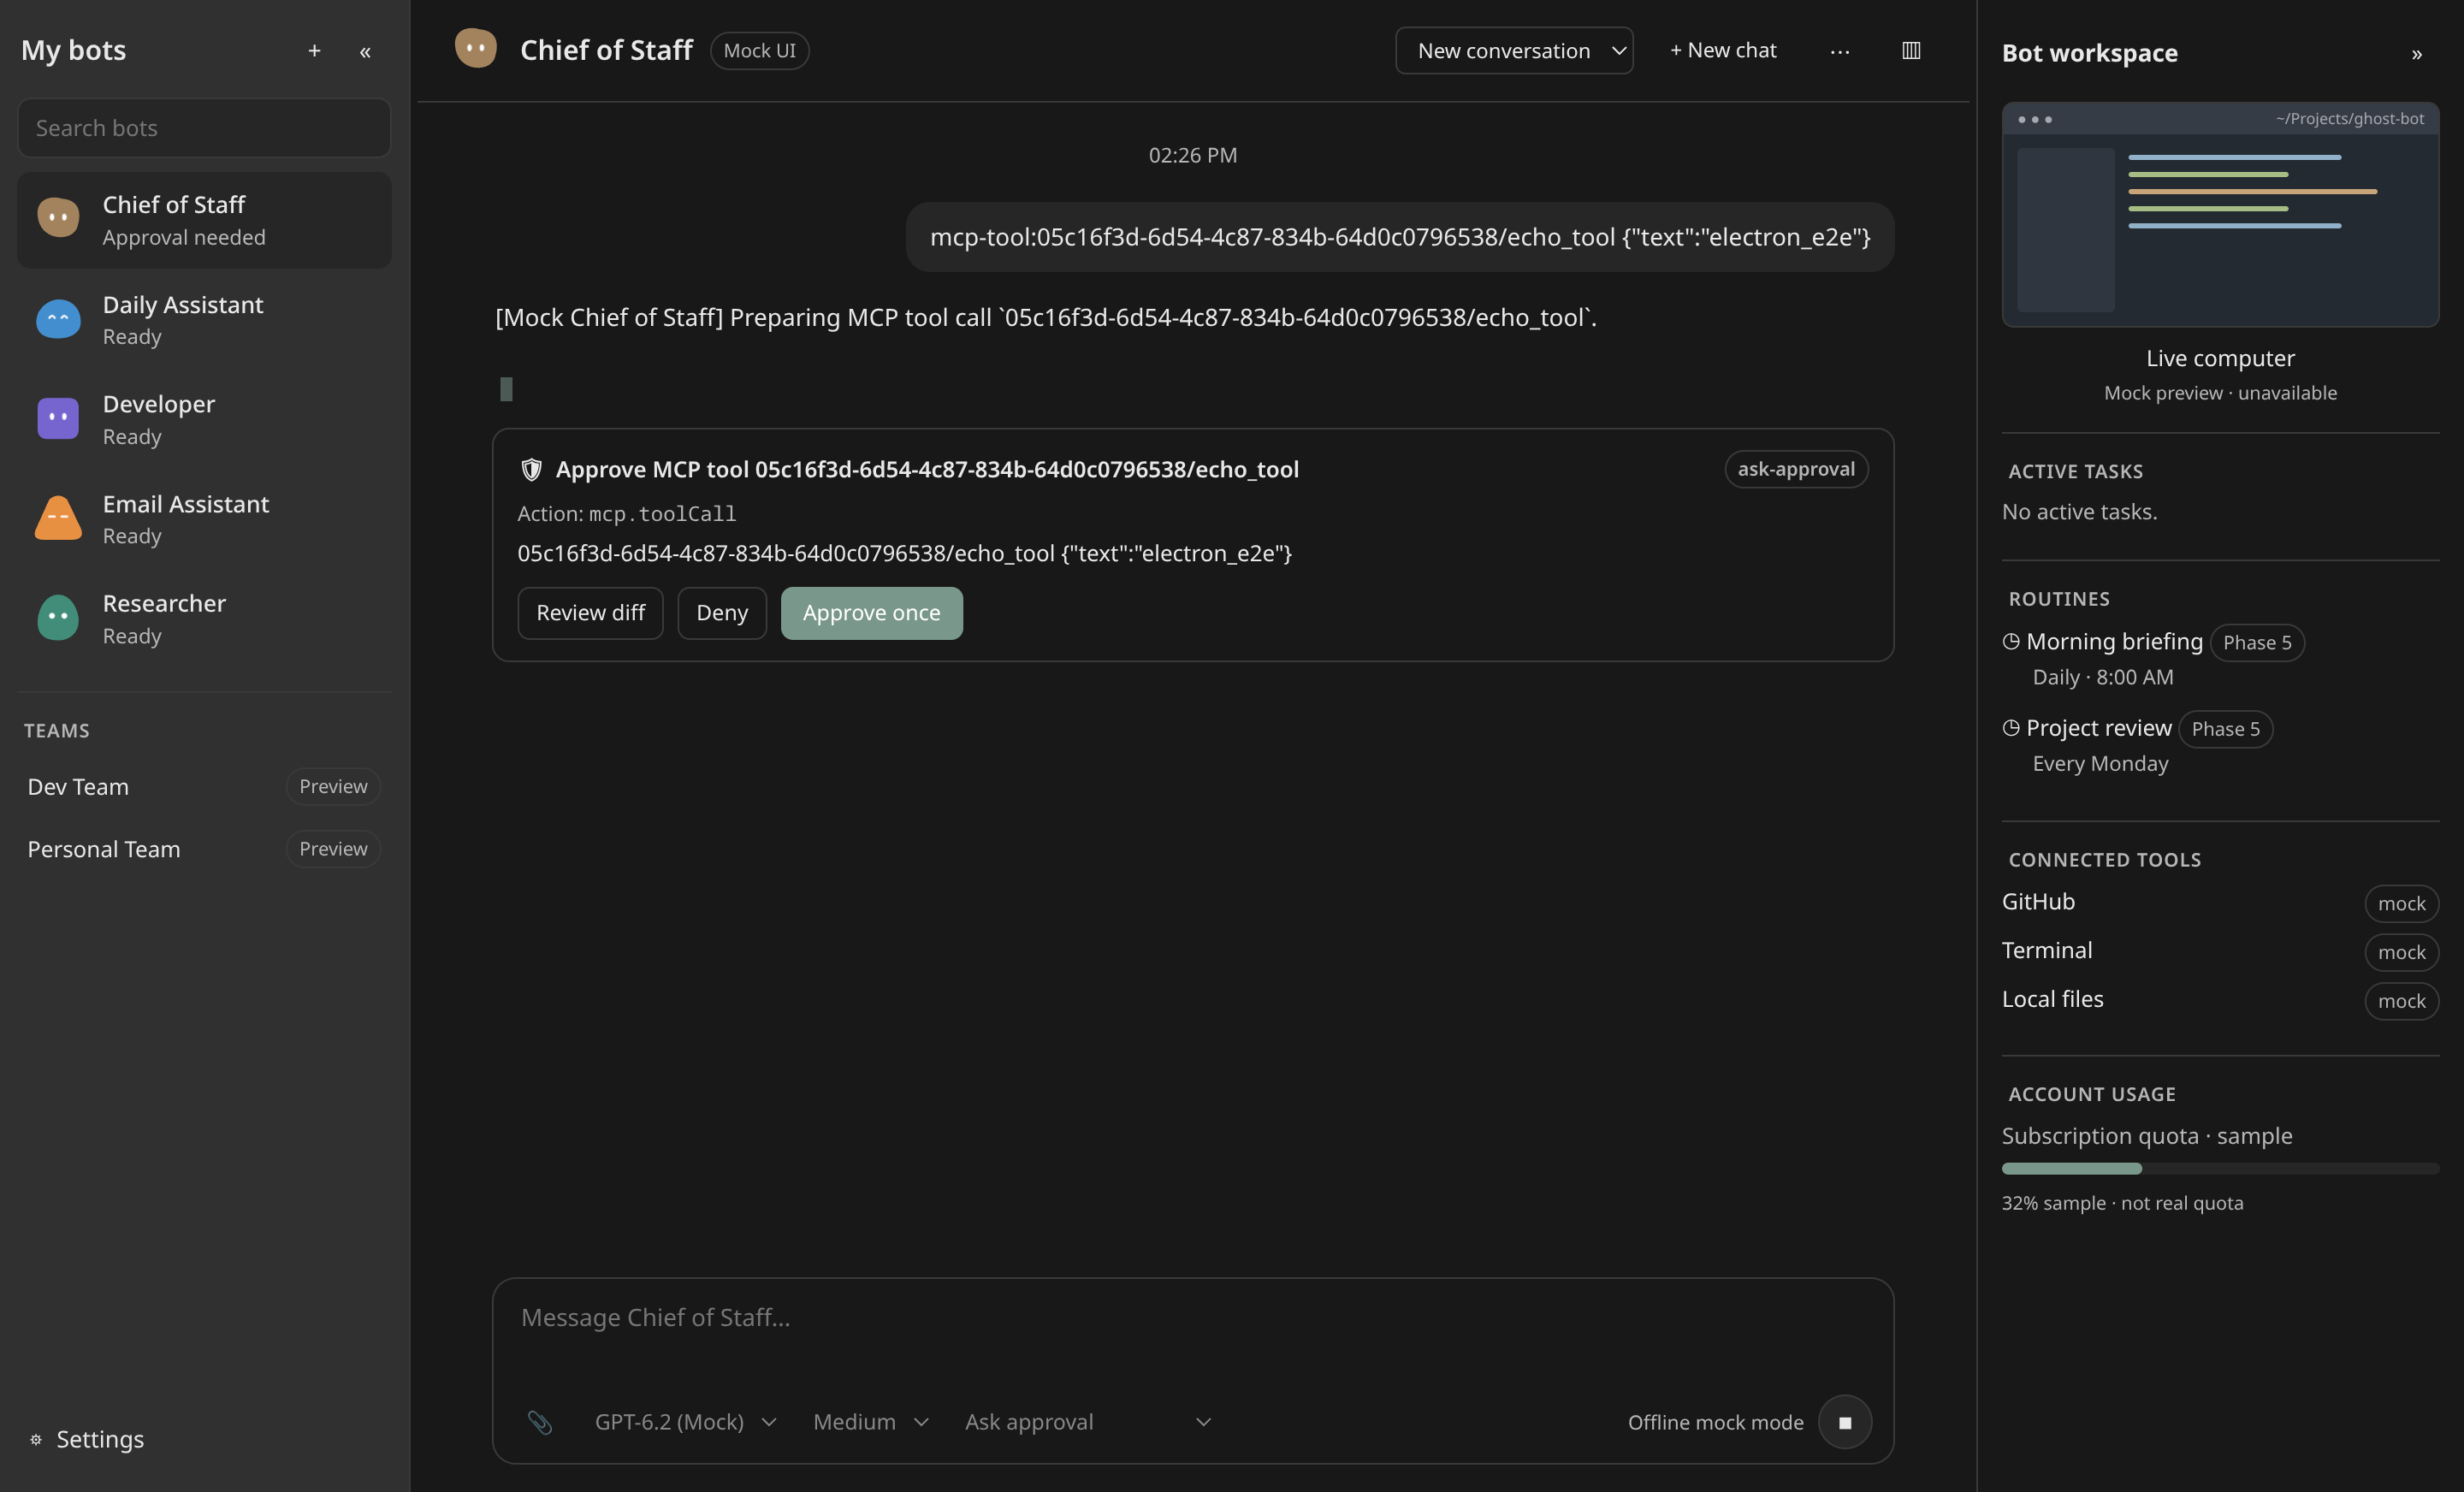 My bots
+ «
Search bots
Chief of Staff
Approval needed
Daily Assistant
Ready
Developer
Ready
Email Assistant
Ready
Researcher
Ready
TEAMS
Dev Team Preview
Personal Team Preview
Settings
Chief of Staff Mock UI
New conversation + New chat ...
02:26 PM
mcp-tool:05c16f3d-6d54-4c87-834b-64d0c0796538/echo_tool {"text":"electron_e2e"}
[Mock Chief of Staff] Preparing MCP tool call `05c16f3d-6d54-4c87-834b-64d0c0796538/echo_tool`.
Approve MCP tool 05c16f3d-6d54-4c87-834b-64d0c0796538/echo_tool ask-approval
Action: mcp.toolCall
05c16f3d-6d54-4c87-834b-64d0c0796538/echo_tool {"text":"electron_e2e"}
Review diff Deny Approve once
Message Chief of Staff...
GPT-6.2 (Mock) Medium Ask approval Offline mock mode
Bot workspace »
~/Projects/ghost-bot
Live computer
Mock preview · unavailable
ACTIVE TASKS
No active tasks.
ROUTINES
Morning briefing Phase 5
Daily · 8:00 AM
Project review Phase 5
Every Monday
CONNECTED TOOLS
GitHub mock
Terminal mock
Local files mock
ACCOUNT USAGE
Subscription quota · sample
32% sample · not real quota